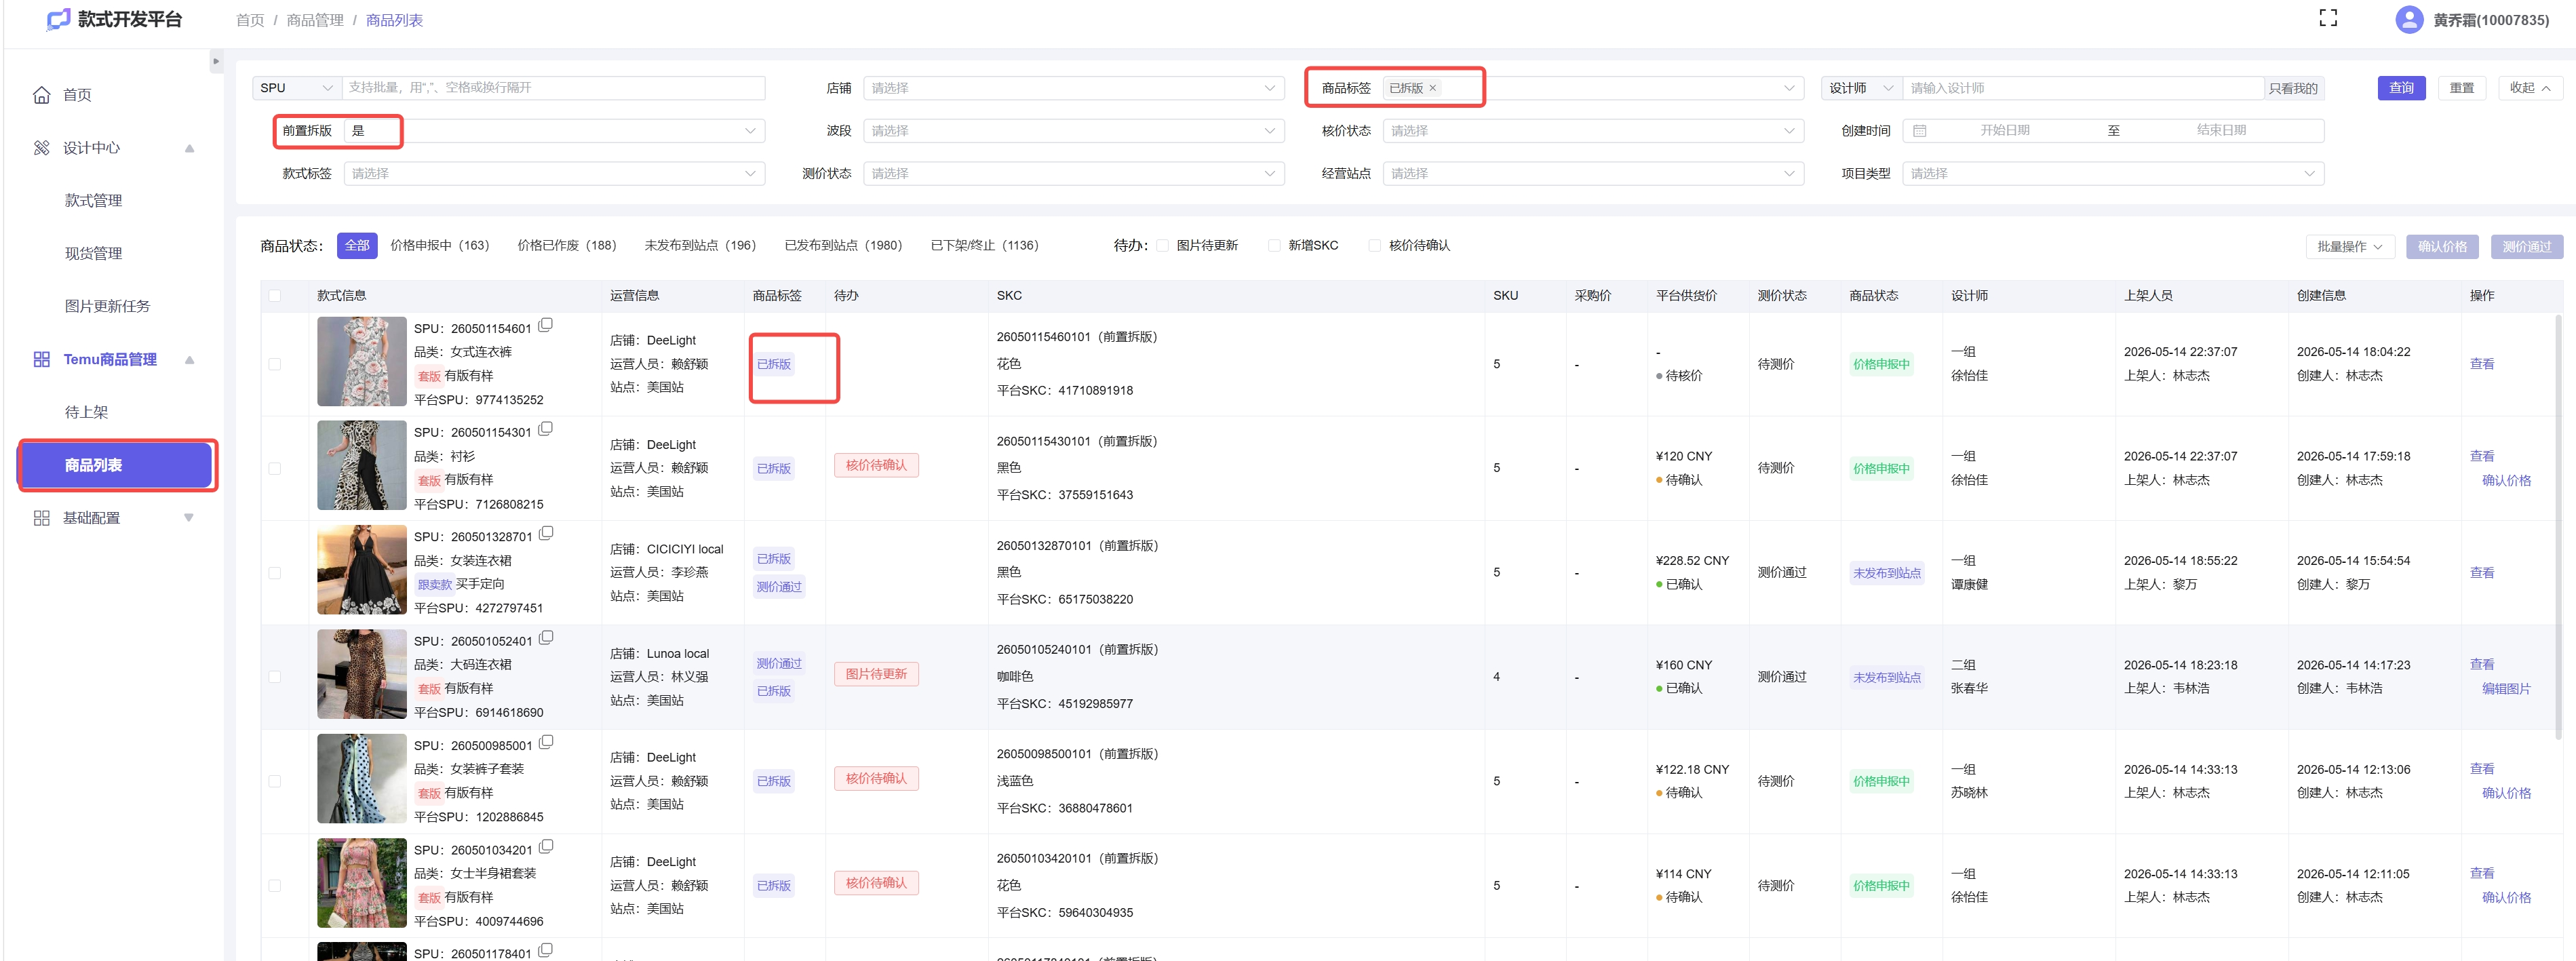 款式开发平台
首页 / 商品管理 / 商品列表
黄乔霜(10007835)
首页
设计中心
款式管理
现货管理
图片更新任务
Temu商品管理
待上架
商品列表
基础配置
SPU 支持批量，用“,”、空格或换行隔开
店铺 请选择
商品标签 已拆版 ×
设计师 请输入设计师 只看我的
查询 重置 收起
前置拆版 是
波段 请选择
核价状态 请选择
创建时间 开始日期 至 结束日期
款式标签 请选择
测价状态 请选择
经营站点 请选择
项目类型 请选择
商品状态： 全部 价格申报中（163） 价格已作废（188） 未发布到站点（196） 已发布到站点（1980） 已下架/终止（1136）
待办： 图片待更新 新增SKC 核价待确认
批量操作 确认价格 测价通过
款式信息 运营信息 商品标签 待办 SKC SKU 采购价 平台供货价 测价状态 商品状态 设计师 上架人员 创建信息 操作
SPU：260501154601
品类：女式连衣裤
套版 有版有样
平台SPU：9774135252
店铺：DeeLight
运营人员：赖舒颖
站点：美国站
已拆版
26050115460101（前置拆版）
花色
平台SKC：41710891918
5
-
-
待核价
待测价
价格申报中
一组
徐怡佳
2026-05-14 22:37:07
上架人：林志杰
2026-05-14 18:04:22
创建人：林志杰
查看
SPU：260501154301
品类：衬衫
套版 有版有样
平台SPU：7126808215
店铺：DeeLight
运营人员：赖舒颖
站点：美国站
已拆版
核价待确认
26050115430101（前置拆版）
黑色
平台SKC：37559151643
5
-
¥120 CNY
待确认
待测价
价格申报中
一组
徐怡佳
2026-05-14 22:37:07
上架人：林志杰
2026-05-14 17:59:18
创建人：林志杰
查看
确认价格
SPU：260501328701
品类：女装连衣裙
跟卖款 买手定向
平台SPU：4272797451
店铺：CICICIYI local
运营人员：李珍燕
站点：美国站
已拆版
测价通过
26050132870101（前置拆版）
黑色
平台SKC：65175038220
5
-
¥228.52 CNY
已确认
测价通过
未发布到站点
一组
谭康健
2026-05-14 18:55:22
上架人：黎万
2026-05-14 15:54:54
创建人：黎万
查看
SPU：260501052401
品类：大码连衣裙
套版 有版有样
平台SPU：6914618690
店铺：Lunoa local
运营人员：林义强
站点：美国站
测价通过
已拆版
图片待更新
26050105240101（前置拆版）
咖啡色
平台SKC：45192985977
4
-
¥160 CNY
已确认
测价通过
未发布到站点
二组
张春华
2026-05-14 18:23:18
上架人：韦林浩
2026-05-14 14:17:23
创建人：韦林浩
查看
编辑图片
SPU：260500985001
品类：女装裤子套装
套版 有版有样
平台SPU：1202886845
店铺：DeeLight
运营人员：赖舒颖
站点：美国站
已拆版
核价待确认
26050098500101（前置拆版）
浅蓝色
平台SKC：36880478601
5
-
¥122.18 CNY
待确认
待测价
价格申报中
一组
苏晓林
2026-05-14 14:33:13
上架人：林志杰
2026-05-14 12:13:06
创建人：林志杰
查看
确认价格
SPU：260501034201
品类：女士半身裙套装
套版 有版有样
平台SPU：4009744696
店铺：DeeLight
运营人员：赖舒颖
站点：美国站
已拆版
核价待确认
26050103420101（前置拆版）
花色
平台SKC：59640304935
5
-
¥114 CNY
待确认
待测价
价格申报中
一组
徐怡佳
2026-05-14 14:33:13
上架人：林志杰
2026-05-14 12:11:05
创建人：林志杰
查看
确认价格
SPU：260501178401